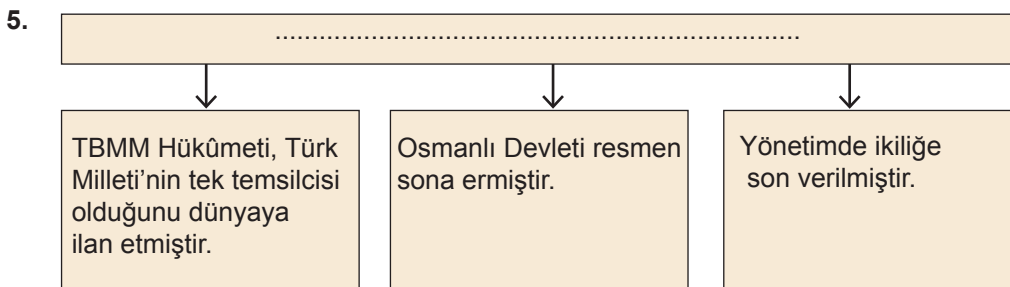 5.
......................................................................
TBMM Hükûmeti, Türk
Milleti’nin tek temsilcisi
olduğunu dünyaya
ilan etmiştir.
Osmanlı Devleti resmen
sona ermiştir.
Yönetimde ikiliğe
son verilmiştir.